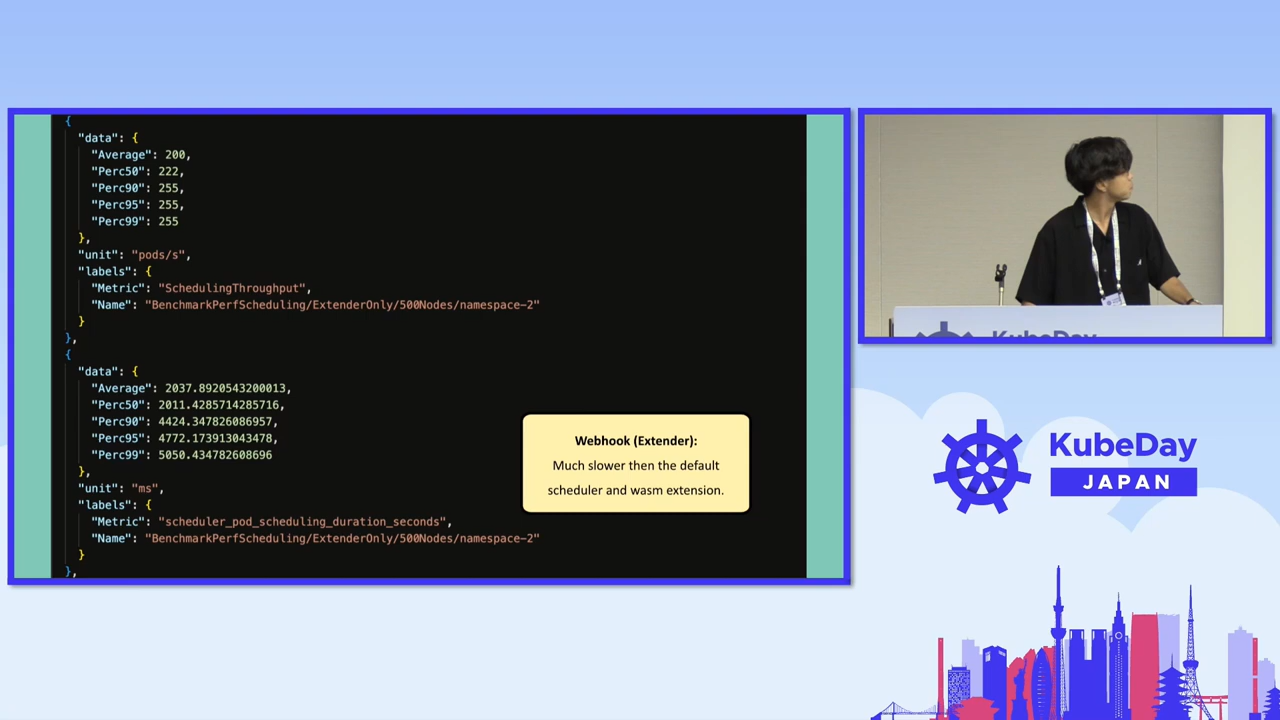 {
"data": {
"Average": 200,
"Perc50": 222,
"Perc90": 255,
"Perc95": 255,
"Perc99": 255
},
"unit": "pods/s",
"labels": {
"Metric": "SchedulingThroughput",
"Name": "BenchmarkPerfScheduling/ExtenderOnly/500Nodes/namespace-2"
}
},
{
"data": {
"Average": 2037.8920543200013,
"Perc50": 2011.4285714285716,
"Perc90": 4424.347826086957,
"Perc95": 4772.173913043478,
"Perc99": 5050.434782608696
},
"unit": "ms",
"labels": {
"Metric": "scheduler_pod_scheduling_duration_seconds",
"Name": "BenchmarkPerfScheduling/ExtenderOnly/500Nodes/namespace-2"
}
},
Webhook (Extender):
Much slower then the default
scheduler and wasm extension.
KubeDay
KubeDay
JAPAN